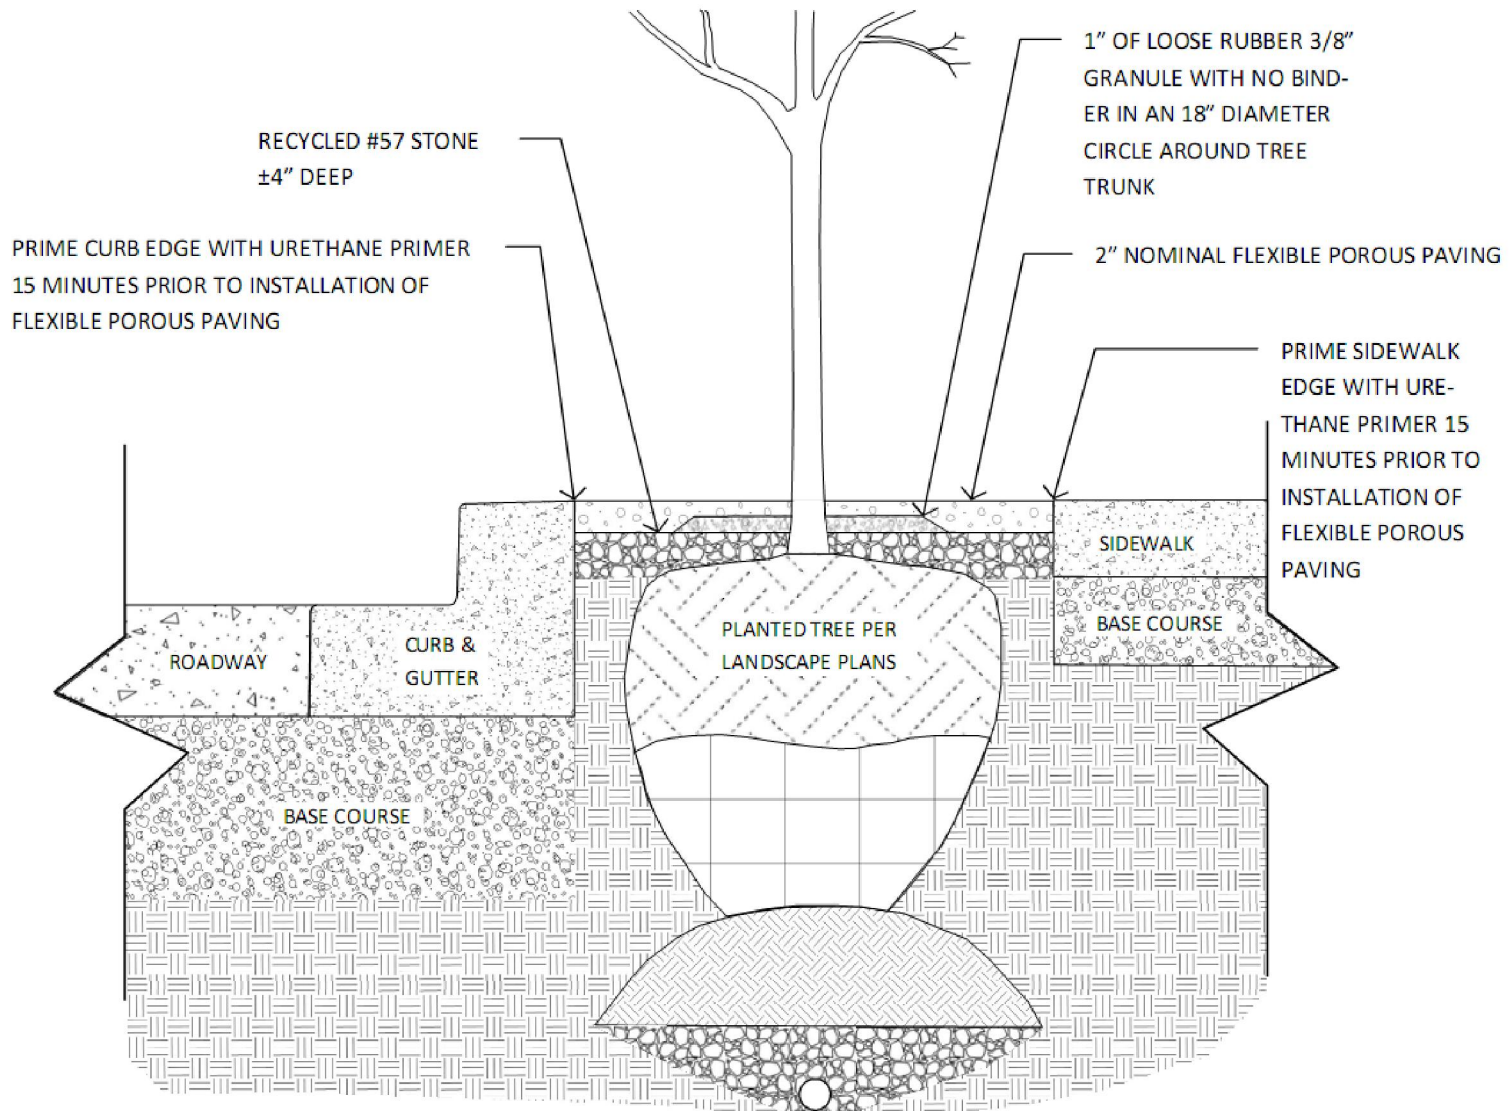 1” OF LOOSE RUBBER 3/8”
GRANULE WITH NO BIND-
ER IN AN 18” DIAMETER
CIRCLE AROUND TREE
TRUNK
RECYCLED #57 STONE
±4” DEEP
PRIME CURB EDGE WITH URETHANE PRIMER
15 MINUTES PRIOR TO INSTALLATION OF
FLEXIBLE POROUS PAVING
2” NOMINAL FLEXIBLE POROUS PAVING
PRIME SIDEWALK
EDGE WITH URE-
THANE PRIMER 15
MINUTES PRIOR TO
INSTALLATION OF
FLEXIBLE POROUS
PAVING
SIDEWALK
BASE COURSE
PLANTED TREE PER
LANDSCAPE PLANS
CURB &
GUTTER
ROADWAY
BASE COURSE